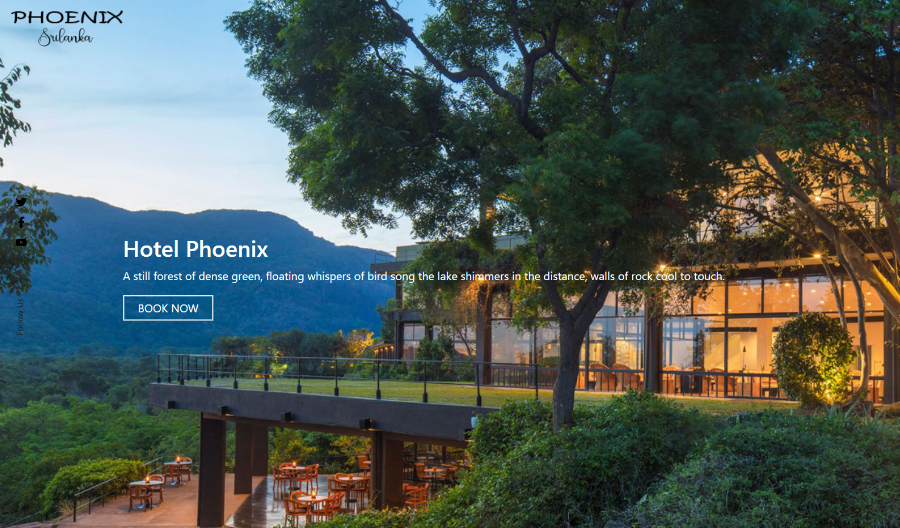 PHOENIX
Srilanka
Hotel Phoenix
A still forest of dense green, floating whispers of bird song the lake shimmers in the distance, walls of rock cool to touch.
BOOK NOW
Follow Us